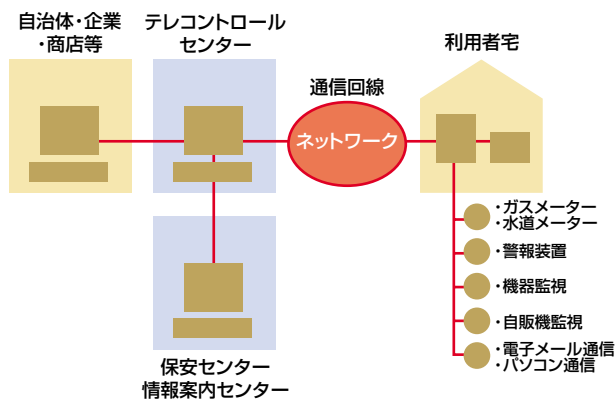 自治体・企業
・商店等
テレコントロール
センター
通信回線
ネットワーク
利用者宅
・ガスメーター
・水道メーター
・警報装置
・機器監視
・自販機監視
・電子メール通信
・パソコン通信
保安センター
情報案内センター